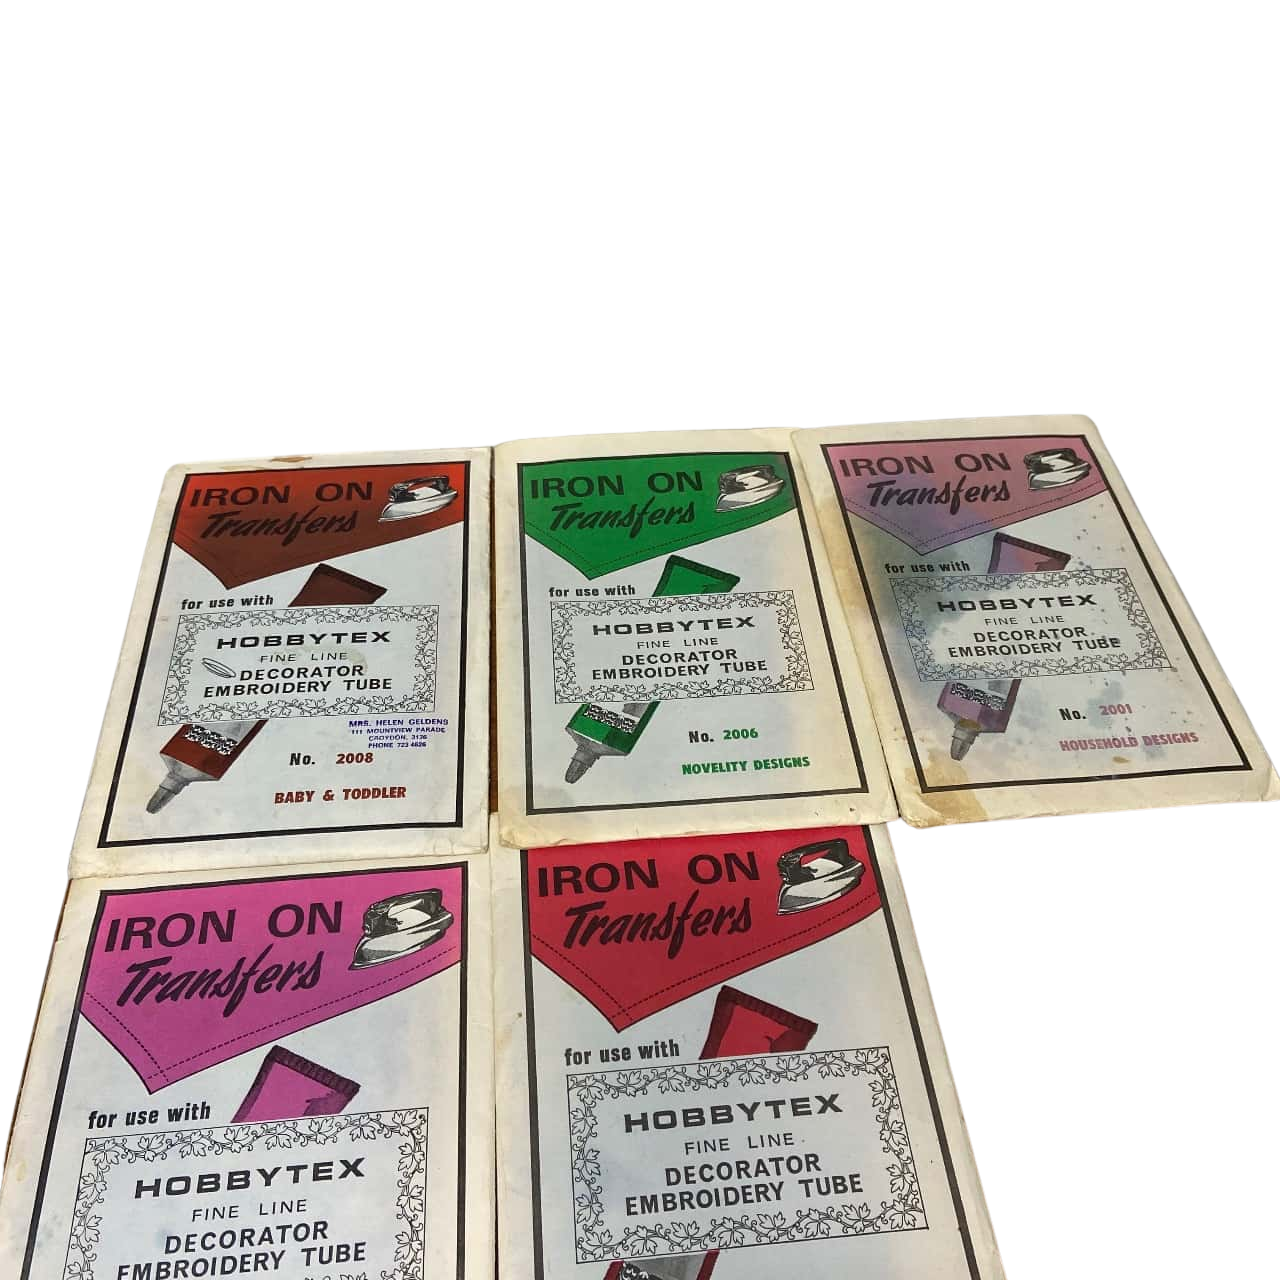 IRON ON
Transfers
for use with
HOBBYTEX
FINE LINE
DECORATOR
EMBROIDERY TUBE
MRS. HELEN GELDENS
111 MOUNTVIEW PARADE
CROYDON, 3136
PHONE 723 4626
No. 2008
BABY & TODDLER
IRON ON
Transfers
for use with
HOBBYTEX
FINE LINE
DECORATOR
EMBROIDERY TUBE
No. 2006
NOVELITY DESIGNS
IRON ON
Transfers
for use with
HOBBYTEX
FINE LINE
DECORATOR
EMBROIDERY TUBE
No. 2001
HOUSEHOLD DESIGNS
IRON ON
Transfers
for use with
HOBBYTEX
FINE LINE
DECORATOR
EMBROIDERY TUBE
IRON ON
Transfers
for use with
HOBBYTEX
FINE LINE
DECORATOR
EMBROIDERY TUBE